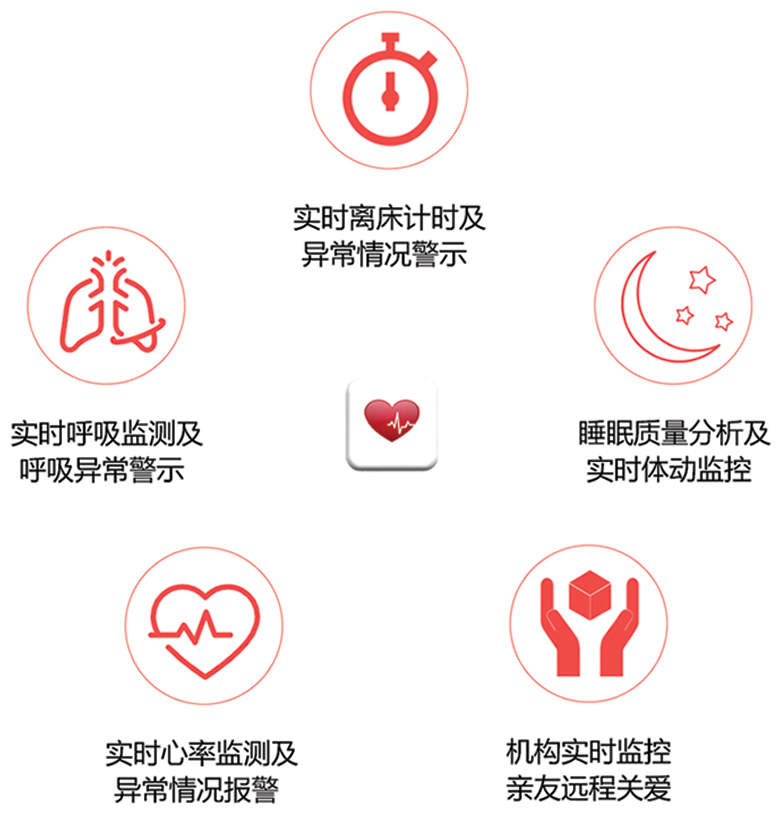 实时离床计时及
异常情况警示
实时呼吸监测及
呼吸异常警示
睡眠质量分析及
实时体动监控
实时心率监测及
异常情况报警
机构实时监控
亲友远程关爱